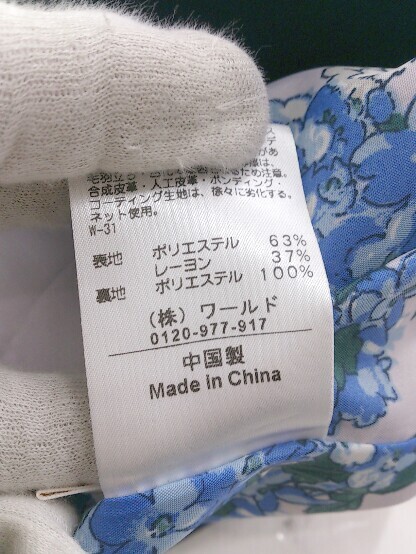 合成皮革・人工皮革・ボンディング・
コーティング生地は、徐々に劣化する。
ネット使用。
W-31
表地 ポリエステル 63%
レーヨン 37%
裏地 ポリエステル 100%
(株) ワールド
0120-977-917
中国製
Made in China